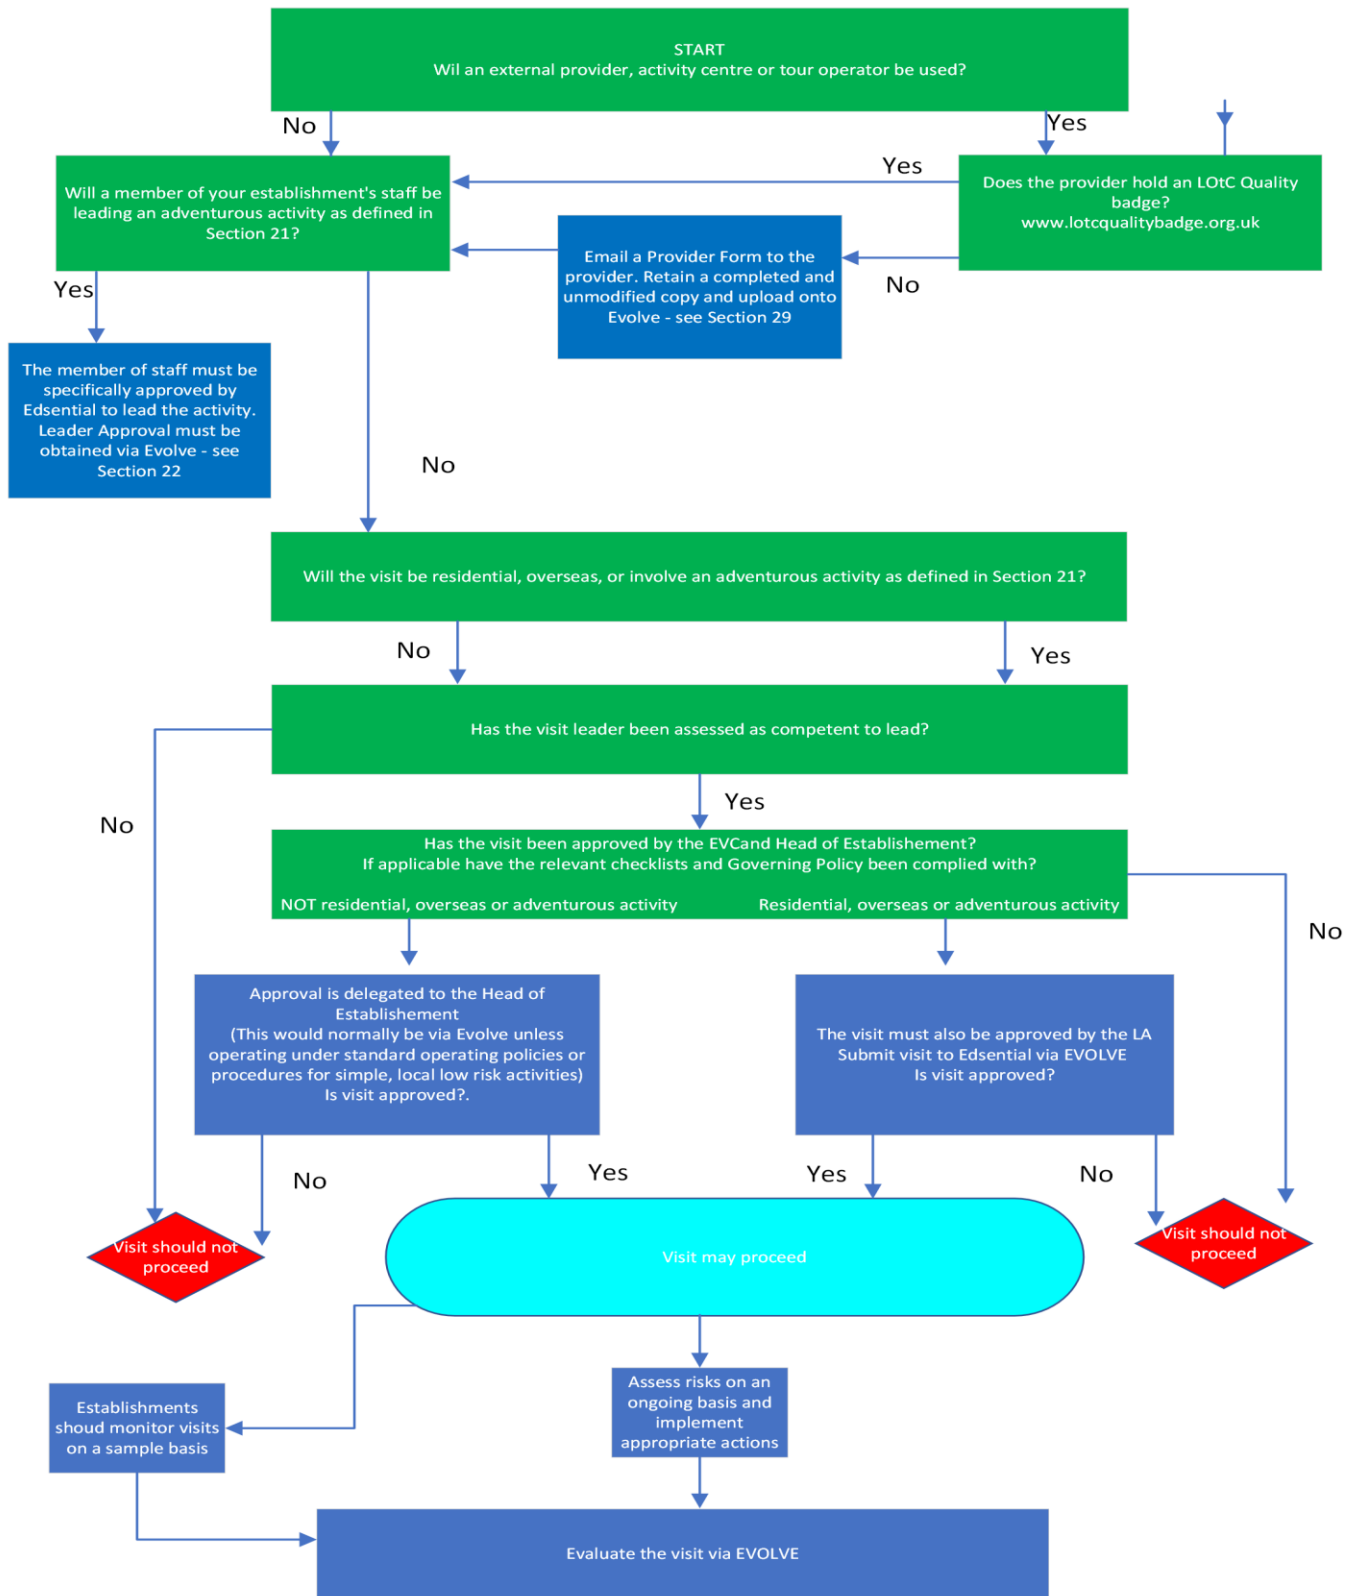 START
Wil an external provider, activity centre or tour operator be used?
No
Yes
Will a member of your establishment's staff be
leading an adventurous activity as defined in
Section 21?
Yes
Does the provider hold an LOtC Quality
badge?
www.lotcqualitybadge.org.uk
Email a Provider Form to the
provider. Retain a completed and
unmodified copy and upload onto
Evolve - see Section 29
No
Yes
The member of staff must be
specifically approved by
Edsential to lead the activity.
Leader Approval must be
obtained via Evolve - see
Section 22
No
Will the visit be residential, overseas, or involve an adventurous activity as defined in Section 21?
No
Yes
Has the visit leader been assessed as competent to lead?
No
Yes
Has the visit been approved by the EVCand Head of Establishement?
If applicable have the relevant checklists and Governing Policy been complied with?
NOT residential, overseas or adventurous activity
Residential, overseas or adventurous activity
No
Approval is delegated to the Head of
Establishement
(This would normally be via Evolve unless
operating under standard operating policies or
procedures for simple, local low risk activities)
Is visit approved?.
The visit must also be approved by the LA
Submit visit to Edsential via EVOLVE
Is visit approved?
No
Yes
Yes
No
Visit should not
proceed
Visit may proceed
Visit should not
proceed
Establishments
shoud monitor visits
on a sample basis
Assess risks on an
ongoing basis and
implement
appropriate actions
Evaluate the visit via EVOLVE